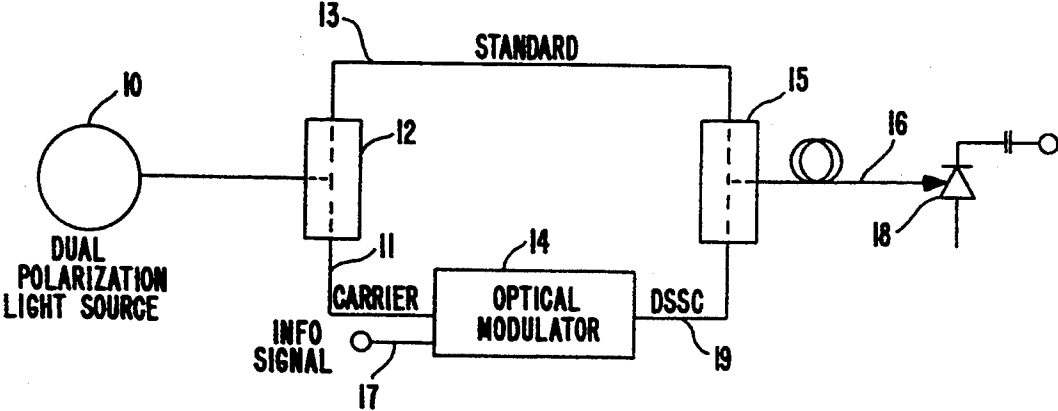 13
STANDARD
10
15
12
16
18
DUAL
POLARIZATION
LIGHT SOURCE
11
14
CARRIER
OPTICAL
MODULATOR
DSSC
INFO
SIGNAL
17
19